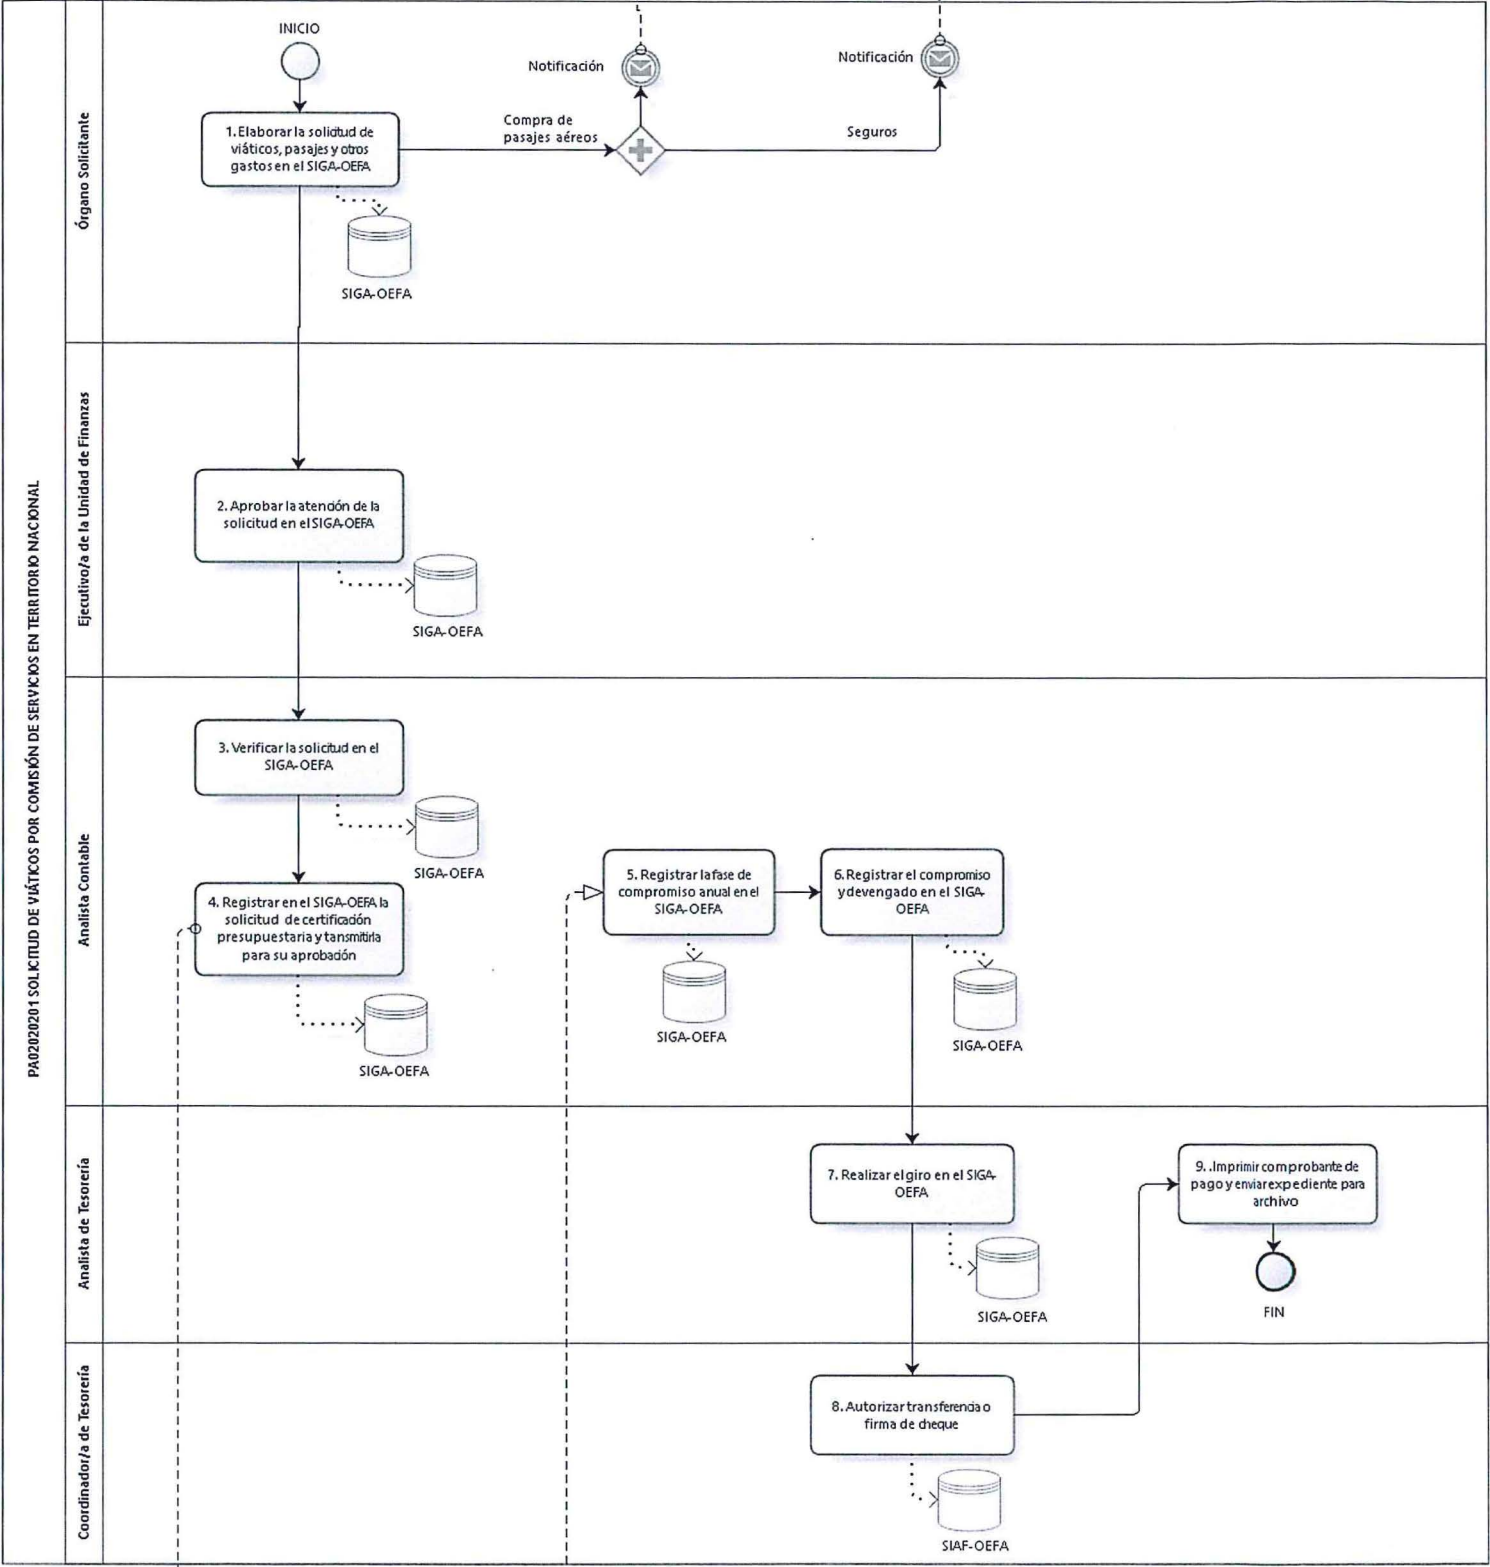 PA02020201 SOLICITUD DE VIÁTICOS POR COMISIÓN DE SERVICIOS EN TERRITORIO NACIONAL
Órgano Solicitante
INICIO
1. Elaborar la solicitud de
viáticos, pasajes y otros
gastos en el SIGA-OEFA
SIGA-OEFA
Compra de
pasajes aéreos
Notificación
Seguros
Notificación
Ejecutivo/a de la Unidad de Finanzas
2. Aprobar la atención de la
solicitud en el SIGA-OEFA
SIGA-OEFA
Analista Contable
3. Verificar la solicitud en el
SIGA-OEFA
SIGA-OEFA
4. Registrar en el SIGA-OEFA la
solicitud de certificación
presupuestaria y tansmitirla
para su aprobación
SIGA-OEFA
5. Registrar la fase de
compromiso anual en el
SIGA-OEFA
SIGA-OEFA
6. Registrar el compromiso
y devengado en el SIGA-
OEFA
SIGA-OEFA
Analista de Tesorería
7. Realizar el giro en el SIGA-
OEFA
SIGA-OEFA
9. .Imprimir comprobante de
pago y enviar expediente para
archivo
FIN
Coordinador/a de Tesorería
8. Autorizar transferencia o
firma de cheque
SIAF-OEFA